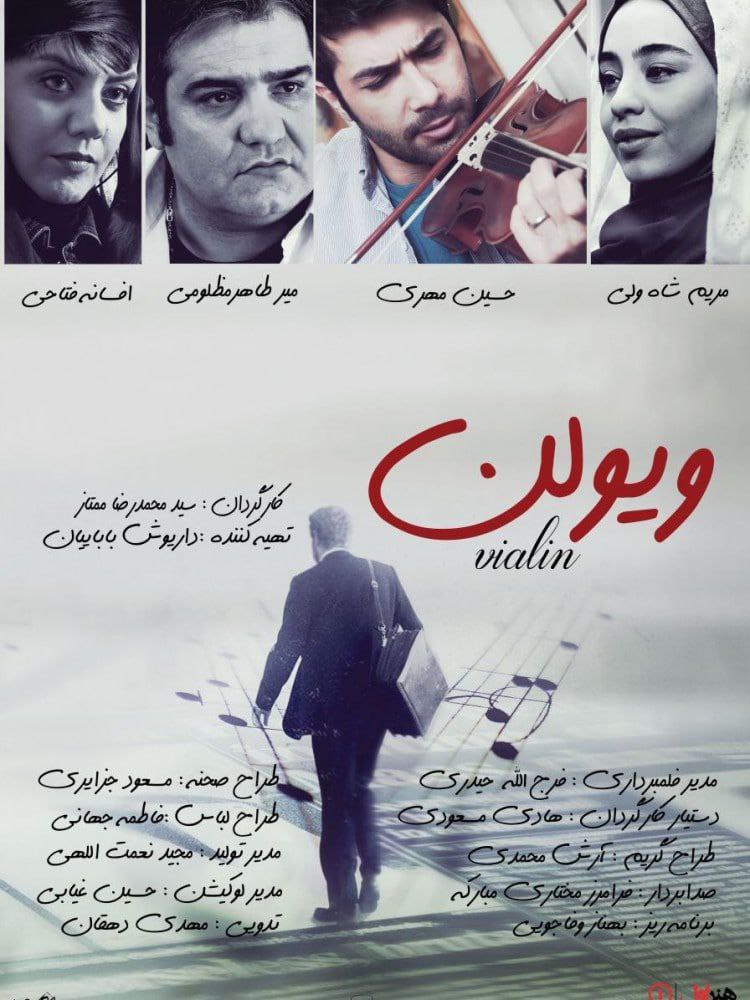 مریم شاه ولی
حسین مهری
میر طاهر مظلومی
افسانه فتاحی
ویولن
vialin
کارگردان : سید محمدرضا ممتاز
تهیه کننده : داریوش باباییان
مدیر فلمبرداری : فرج الله حیدری
دستیار کارگردان : هادی مسعودی
طراح گریم : آرش محمدی
صدابردار : فرامرز مختاری مبارکه
برنامه ریز : بهناز وفاجویی
طراح صحنه : مسعود جزایری
طراح لباس : فاطمه جهانی
مدیر تولید : مجید نعمت اللهی
مدیر لوکیشن : حسین غیابی
تدویی : مهدی دهقان